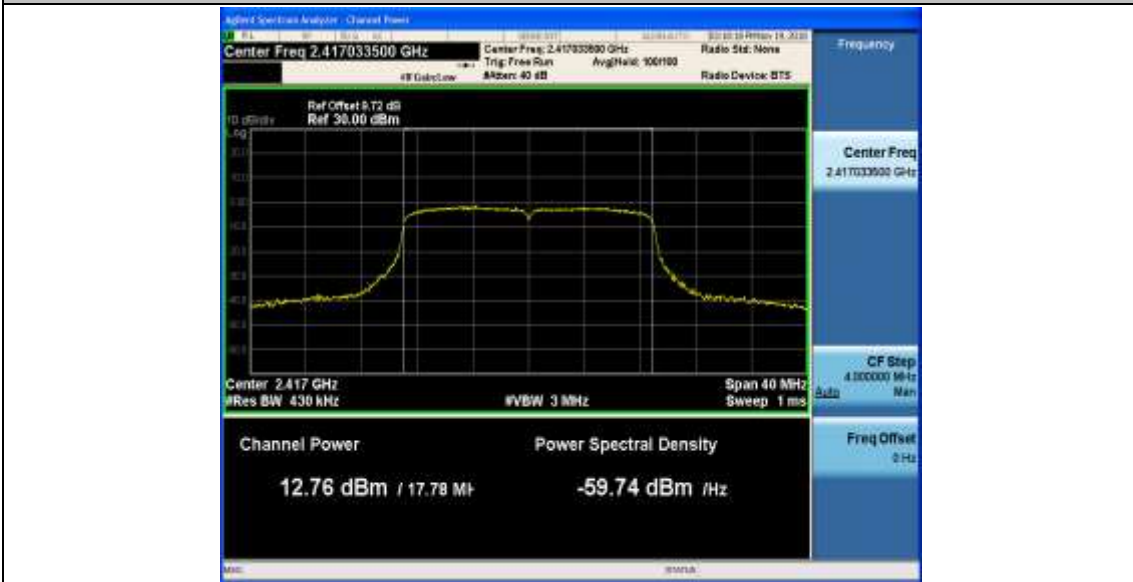 Agilent Spectrum Analyzer - Channel Power
Center Freq 2.417033500 GHz
Center Freq: 2.417033500 GHz
Trig: Free Run
Avg|Hold: 100/100
#IFGain:Low
#Atten: 40 dB
Radio Std: None
Radio Device: BTS
Frequency
Ref Offset 9.72 dB
10 dB/div
Ref 30.00 dBm
Log
Center Freq
2.417033500 GHz
Center 2.417 GHz
Span 40 MHz
#Res BW 430 kHz
#VBW 3 MHz
Sweep 1 ms
CF Step
4.000000 MHz
Auto
Man
Channel Power
Power Spectral Density
Freq Offset
0 Hz
12.76 dBm / 17.78 MH
-59.74 dBm /Hz
MSG
STATUS